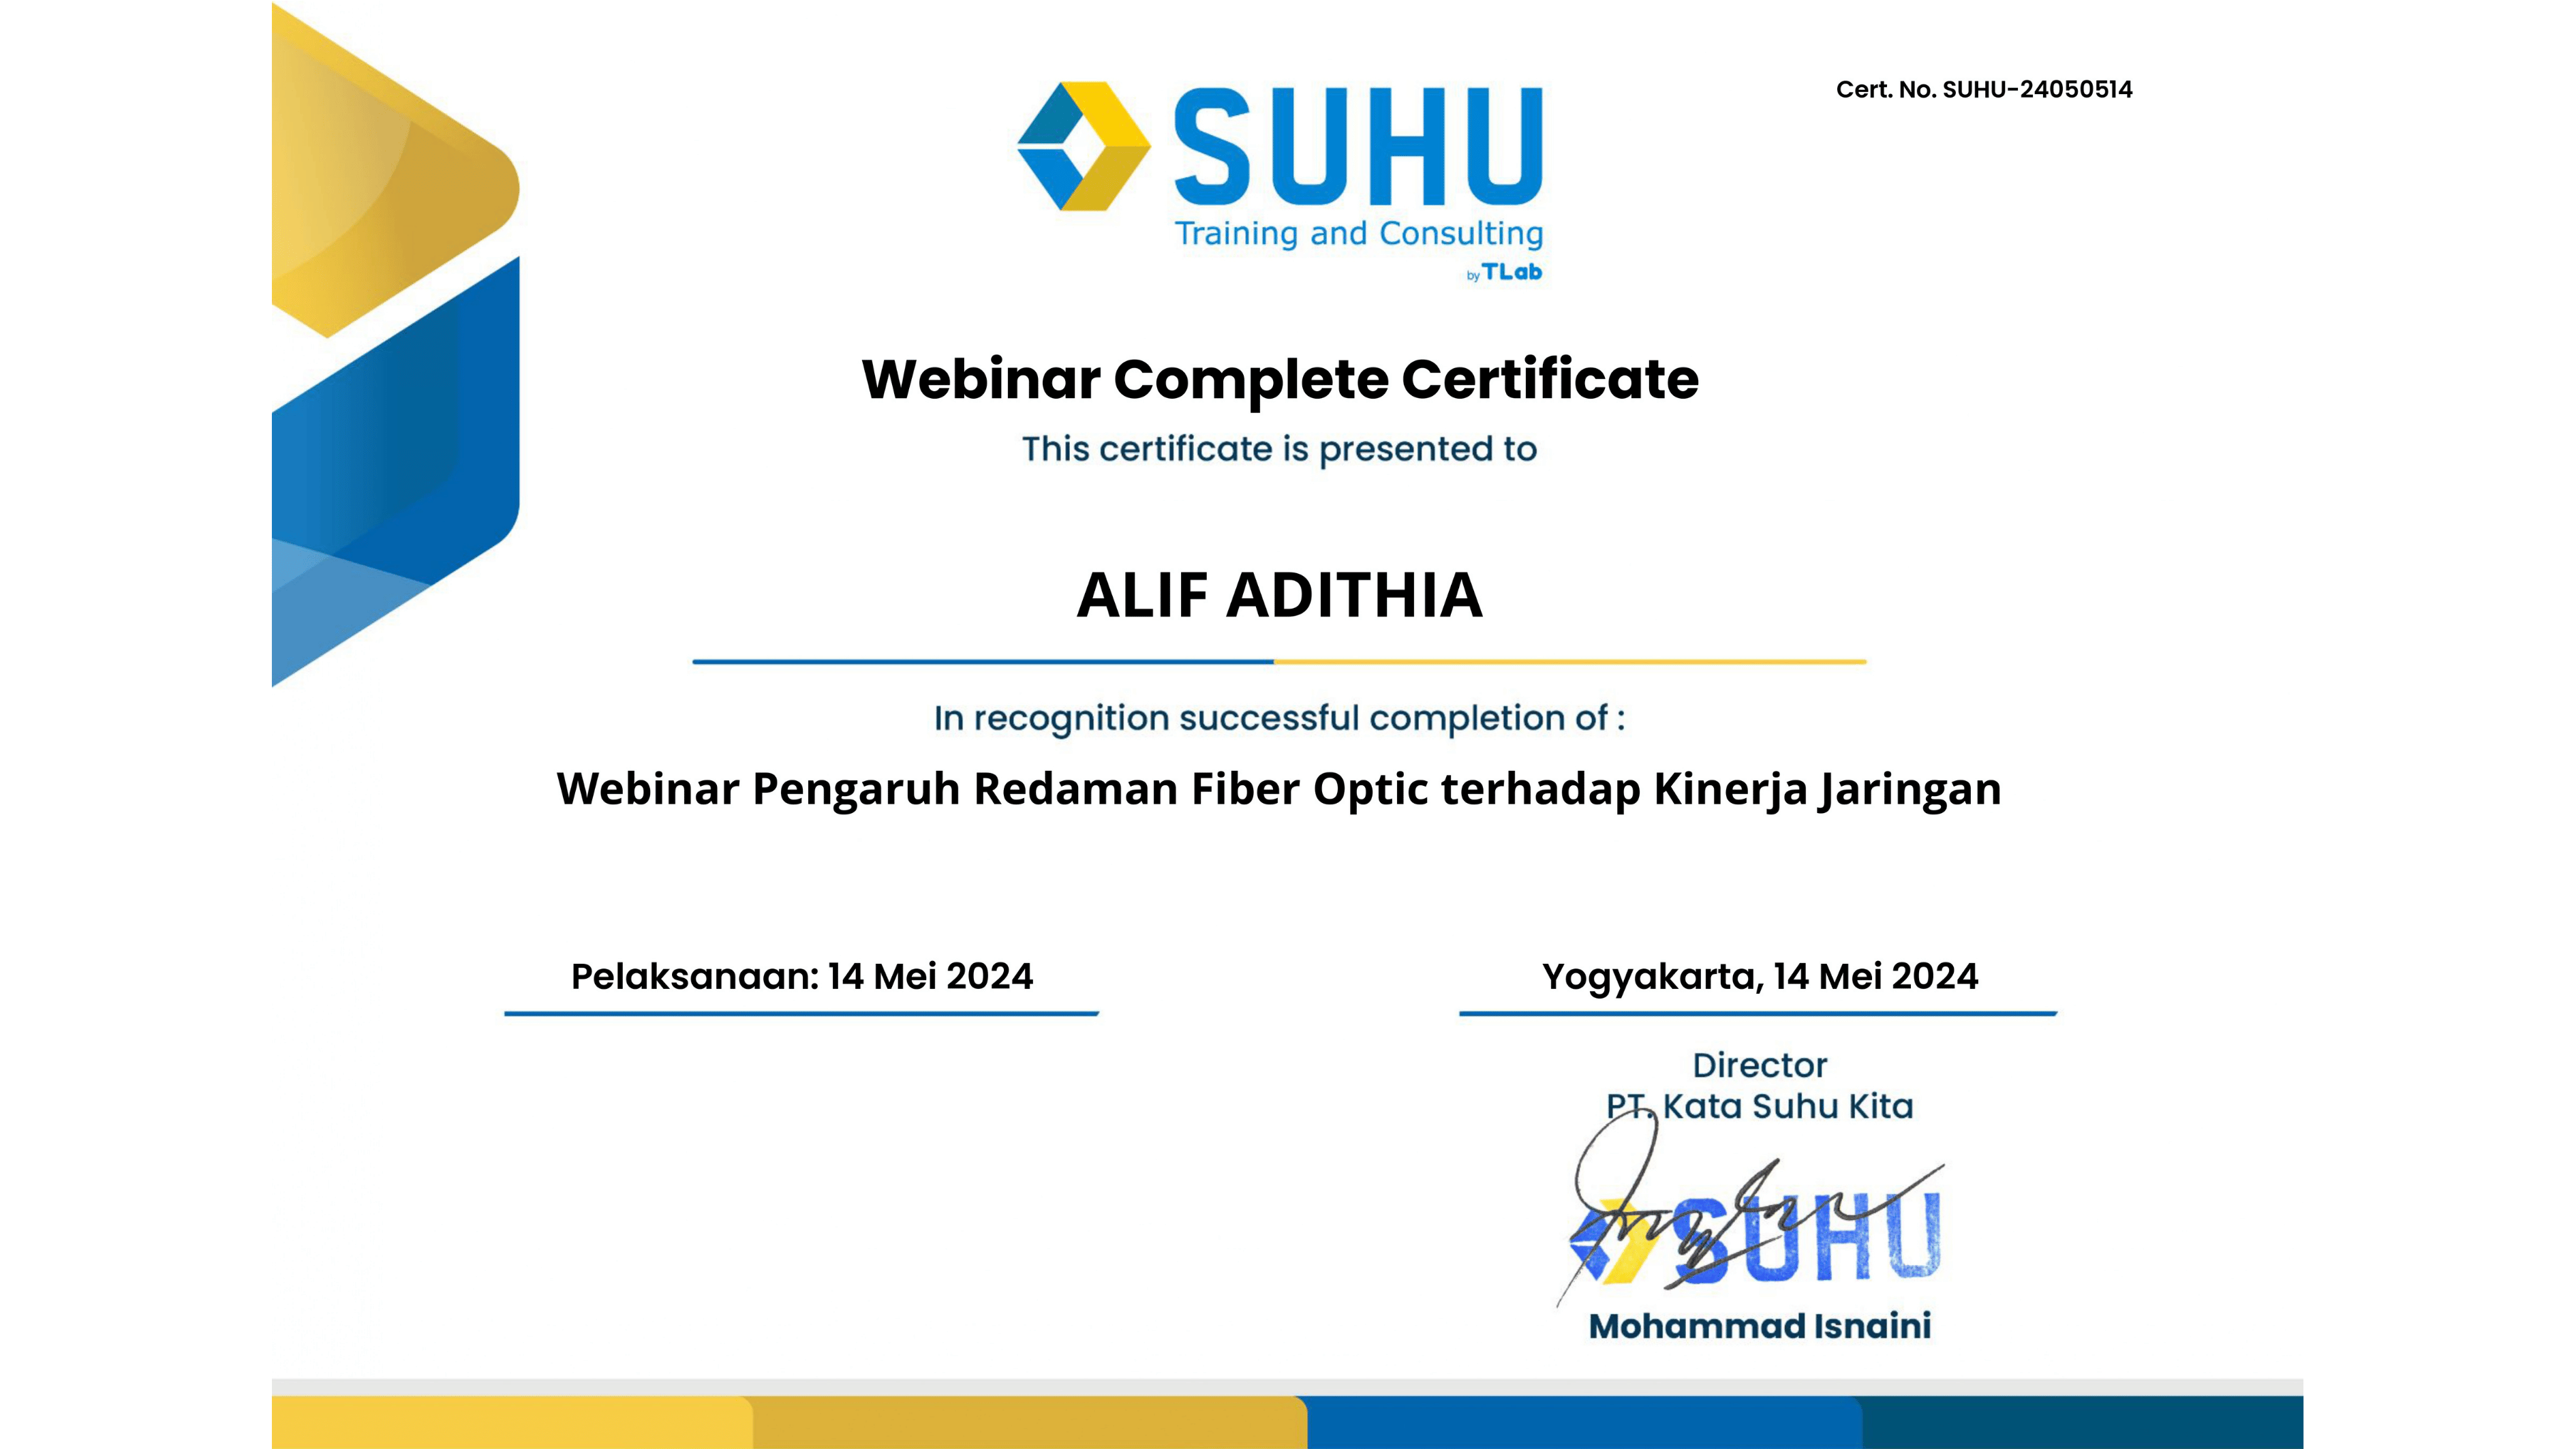 Cert. No. SUHU-24050514
SUHU
Training and Consulting
by TLab
Webinar Complete Certificate
This certificate is presented to
ALIF ADITHIA
In recognition successful completion of :
Webinar Pengaruh Redaman Fiber Optic terhadap Kinerja Jaringan
Pelaksanaan: 14 Mei 2024
Yogyakarta, 14 Mei 2024
Director
PT. Kata Suhu Kita
SUHU
Mohammad Isnaini